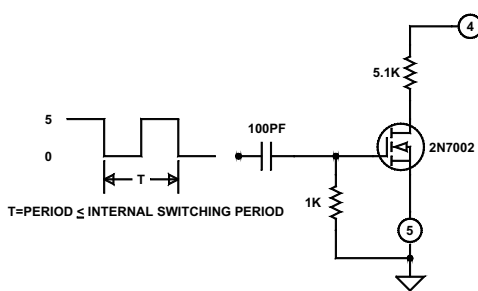 4
5.1K
5
100PF
2N7002
0
T
1K
T=PERIOD ≤ INTERNAL SWITCHING PERIOD
5